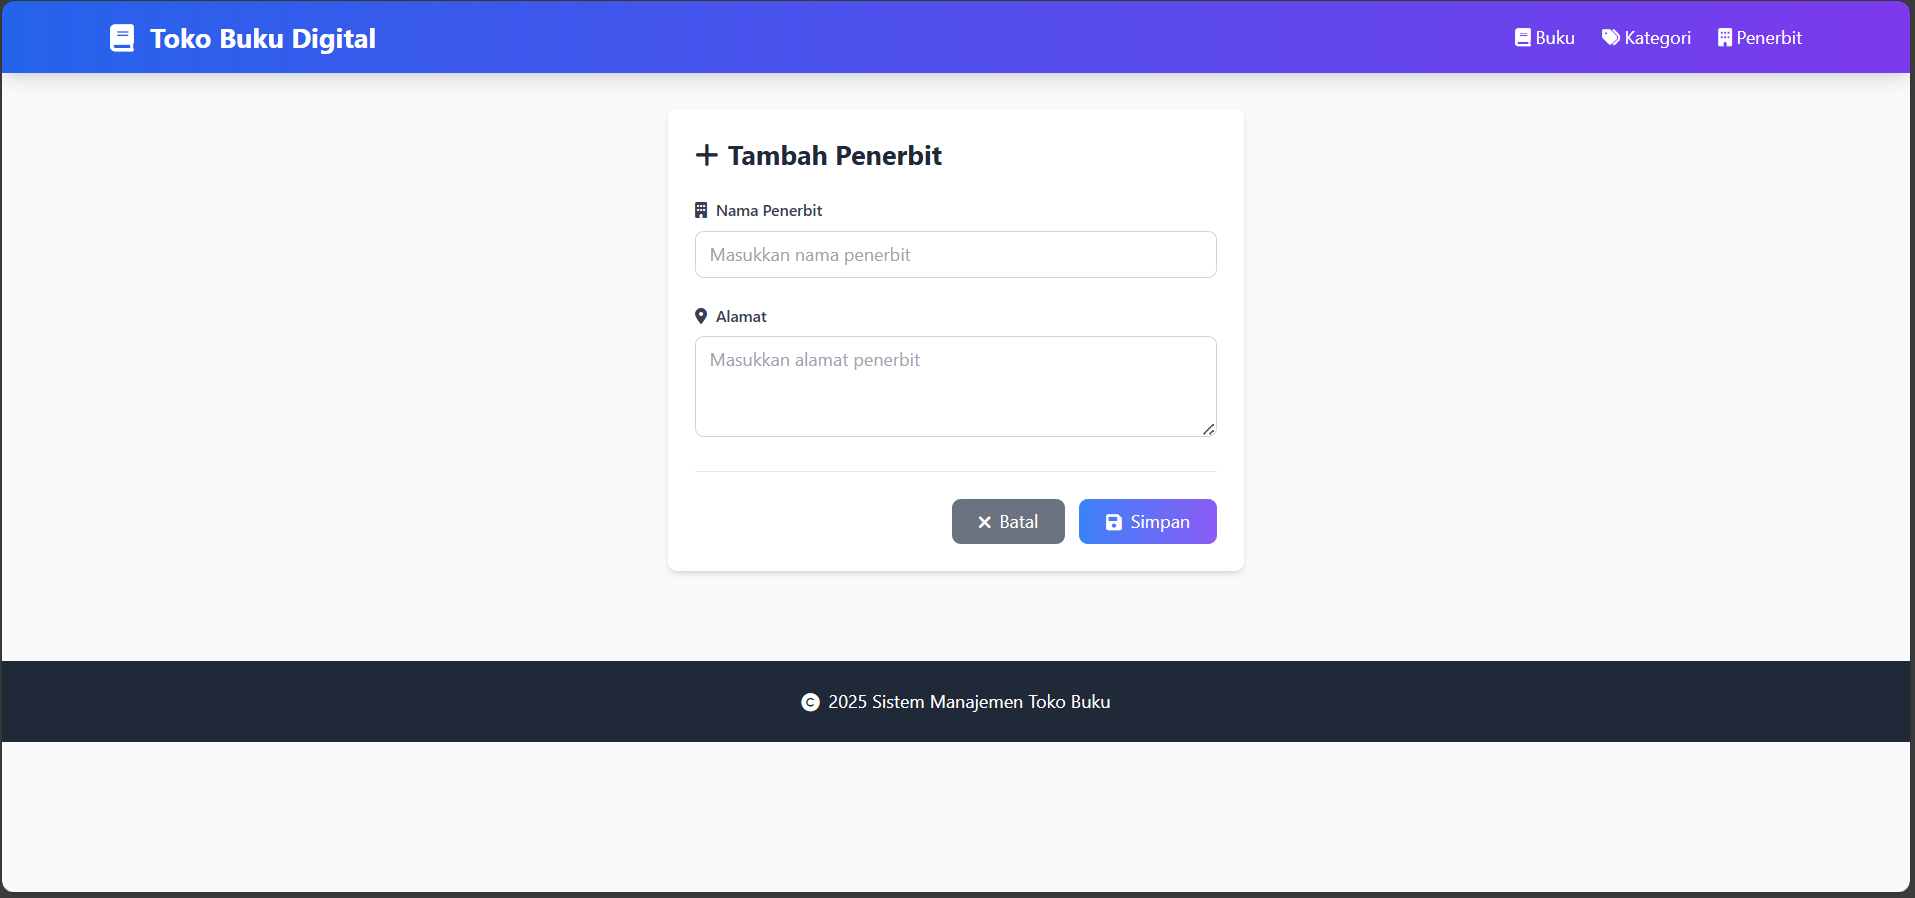 Toko Buku Digital
Buku Kategori Penerbit
Tambah Penerbit
Nama Penerbit
Masukkan nama penerbit
Alamat
Masukkan alamat penerbit
Batal Simpan
© 2025 Sistem Manajemen Toko Buku